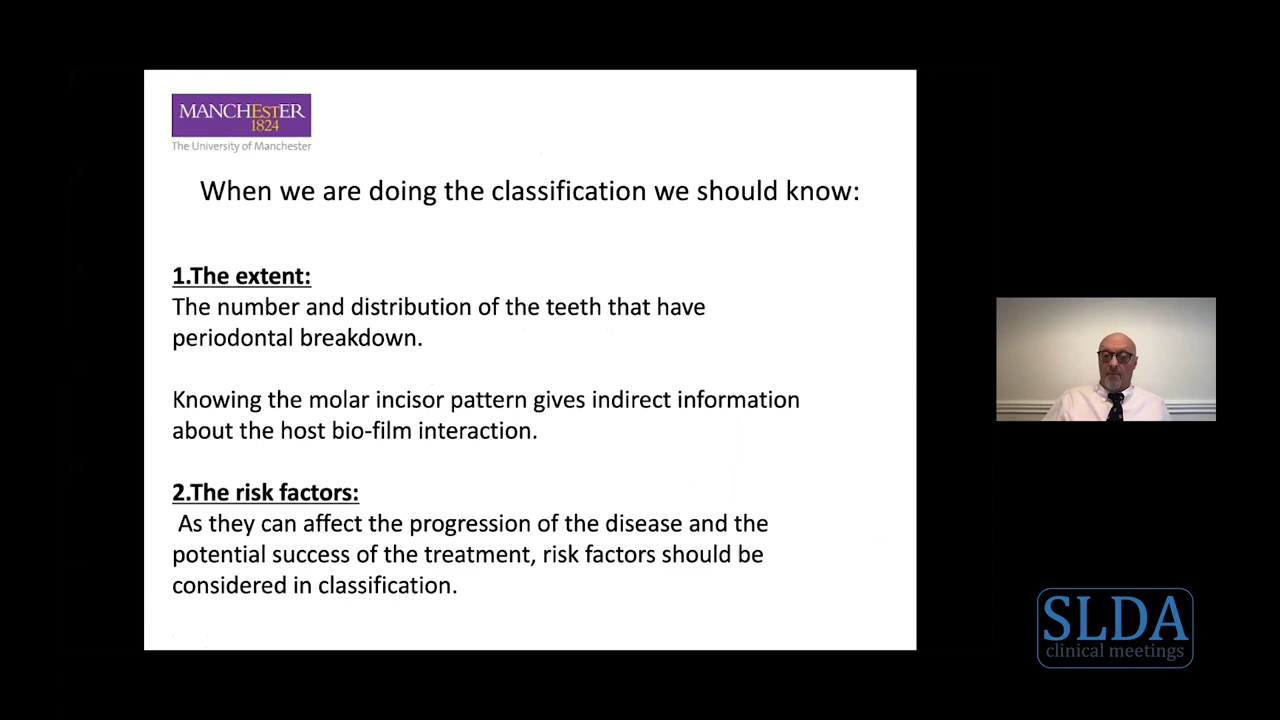 MANCHESTER
1824
The University of Manchester
When we are doing the classification we should know:
1.The extent:
The number and distribution of the teeth that have
periodontal breakdown.
Knowing the molar incisor pattern gives indirect information
about the host bio-film interaction.
2.The risk factors:
As they can affect the progression of the disease and the
potential success of the treatment, risk factors should be
considered in classification.
SLDA
clinical meetings